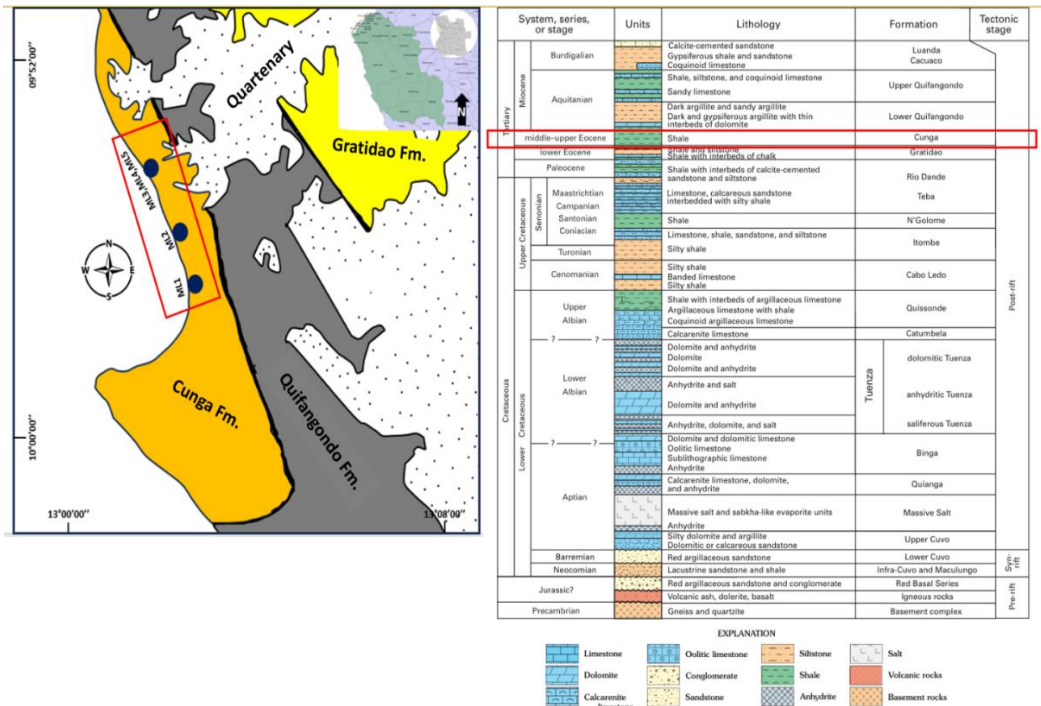 09°52'00''
10°00'00''
13°00'00''
13°08'00''
Quartenary
Gratidao Fm.
ML3.ML4,ML5
ML2
ML1
N
W
E
S
Cunga Fm.
Quifangondo Fm.
System, series,
or stage
Units
Lithology
Formation
Tectonic
stage
Tertiary
Miocene
Burdigalian
Calcite-cemented sandstone
Gypsiferous shale and sandstone
Coquinoid limestone
Luanda
Cacuaco
Aquitanian
Shale, siltstone, and coquinoid limestone
Sandy limestone
Upper Quifangondo
Dark argillite and sandy argillite
Dark and gypsiferous argillite with thin
interbeds of dolomite
Lower Quifangondo
middle–upper Eocene
Shale
Cunga
lower Eocene
Shale and siltstone
Shale with interbeds of chalk
Gratidao
Paleocene
Shale with interbeds of calcite-cemented
sandstone and siltstone
Rio Dande
Cretaceous
Upper Cretaceous
Senonian
Maastrichtian
Campanian
Santonian
Coniacian
Limestone, calcareous sandstone
interbedded with silty shale
Teba
Shale
N'Golome
Limestone, shale, sandstone, and siltstone
Itombe
Turonian
Silty shale
Cenomanian
Silty shale
Banded limestone
Silty shale
Cabo Ledo
Lower Cretaceous
Upper
Albian
Shale with interbeds of argillaceous limestone
Argillaceous limestone with shale
Coquinoid argillaceous limestone
Quissonde
Calcarenite limestone
Catumbela
? ?
Lower
Albian
Dolomite and anhydrite
Dolomite
Dolomite and anhydrite
Tuenza
dolomitic Tuenza
Anhydrite and salt
Dolomite and anhydrite
anhydritic Tuenza
Anhydrite, dolomite, and salt
saliferous Tuenza
? ?
Aptian
Dolomite and dolomitic limestone
Oolitic limestone
Sublithographic limestone
Anhydrite
Binga
Calcarenite limestone, dolomite,
and anhydrite
Quianga
Massive salt and sabkha-like evaporite units
Anhydrite
Massive Salt
Silty dolomite and argillite
Dolomitic or calcareous sandstone
Upper Cuvo
Barremian
Red argillaceous sandstone
Lower Cuvo
Neocomian
Lacustrine sandstone and shale
Infra-Cuvo and Maculungo
Jurassic?
Red argillaceous sandstone and conglomerate
Red Basal Series
Volcanic ash, dolerite, basalt
Igneous rocks
Precambrian
Gneiss and quartzite
Basement complex
Post-rift
Syn-
rift
Pre-rift
EXPLANATION
Limestone
Oolitic limestone
Siltstone
Salt
Dolomite
Conglomerate
Shale
Volcanic rocks
Calcarenite
Sandstone
Anhydrite
Basement rocks